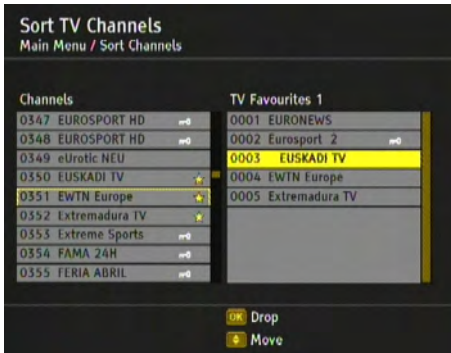 Sort TV Channels
Main Menu / Sort Channels
Channels
0347 EUROSPORT HD
0348 EUROSPORT HD
0349 eUrotic NEU
0350 EUSKADI TV
0351 EWTN Europe
0352 Extremadura TV
0353 Extreme Sports
0354 FAMA 24H
0355 FERIA ABRIL
TV Favourites 1
0001 EURONEWS
0002 Eurosport 2
0003 EUSKADI TV
0004 EWTN Europe
0005 Extremadura TV
OK Drop
Move